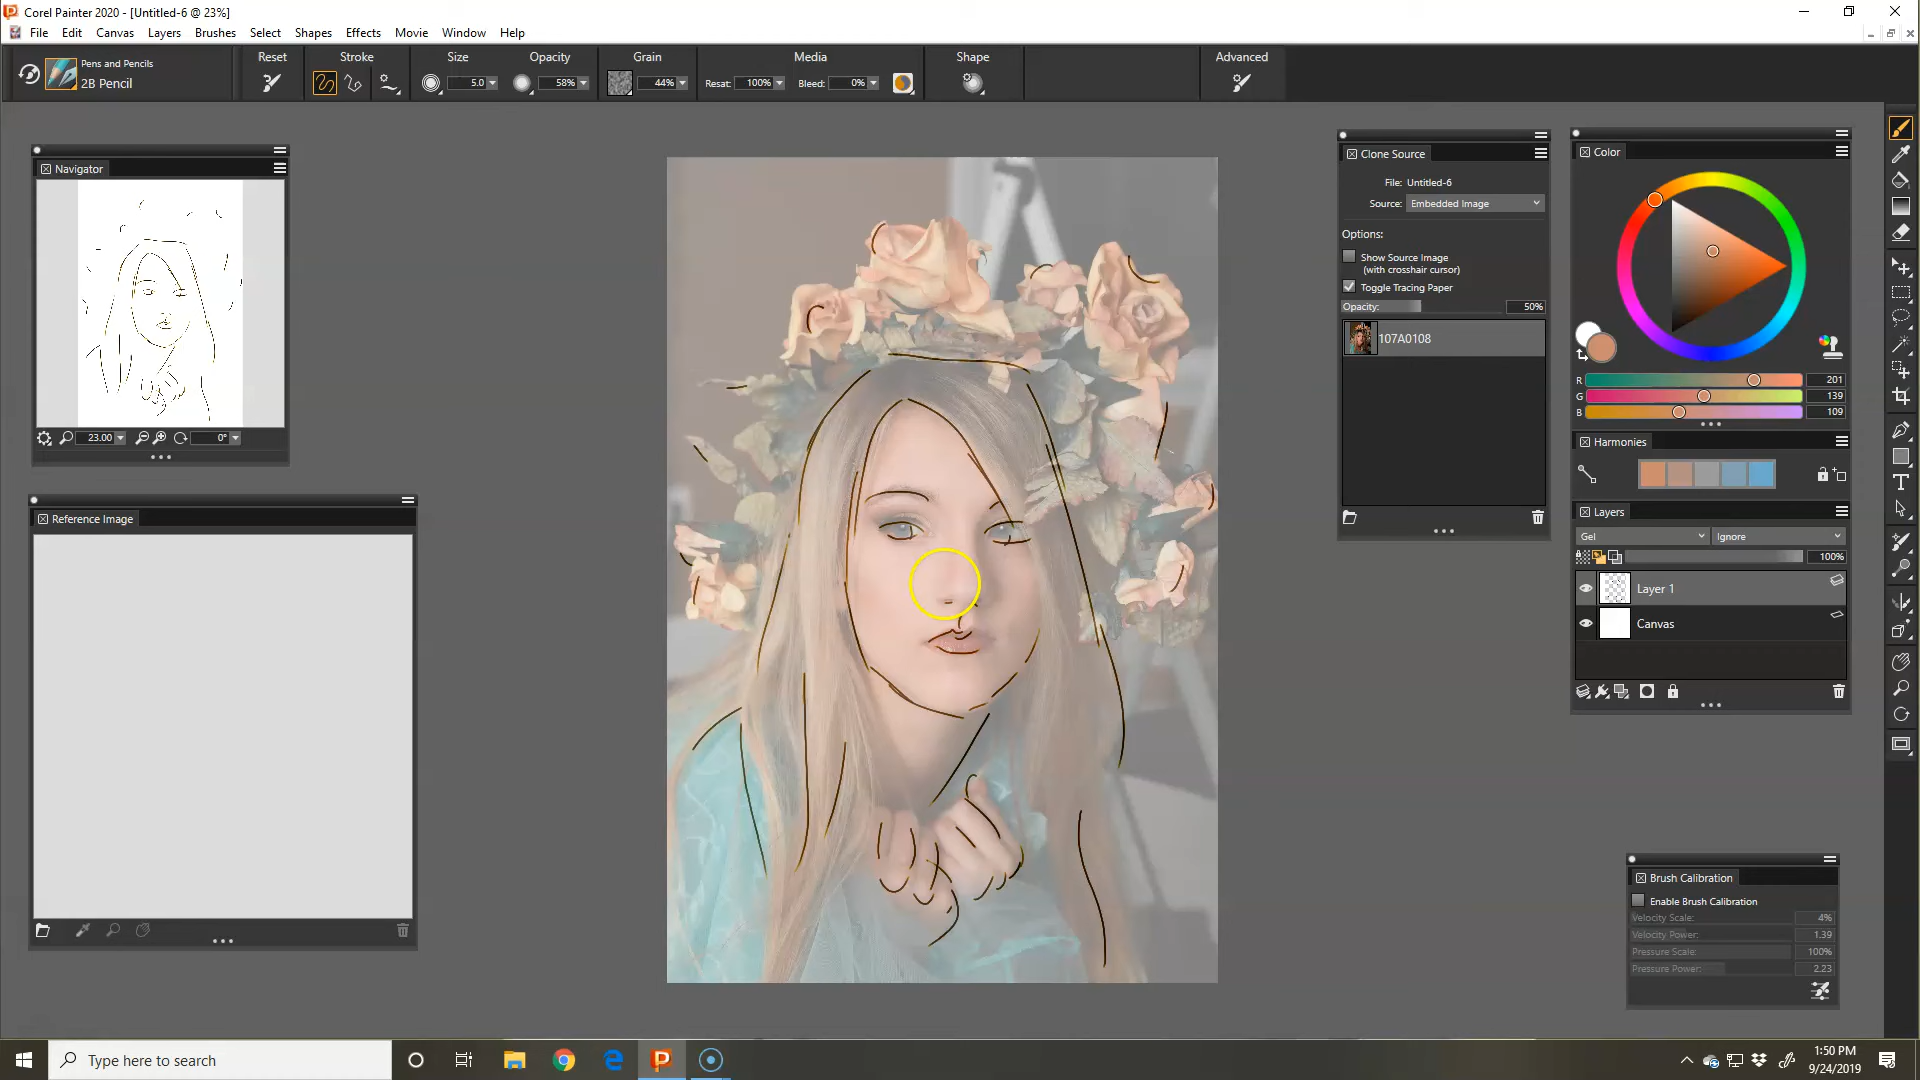 Corel Painter 2020 - [Untitled-6 @ 23%]
File Edit Canvas Layers Brushes Select Shapes Effects Movie Window Help
Pens and Pencils
2B Pencil
Reset Stroke Size Opacity Grain Media Shape Advanced
5.0 58% 44% Resat: 100% Bleed: 0%
Navigator
23.00 0°
Reference Image
Clone Source
File: Untitled-6
Source: Embedded Image
Options:
Show Source Image
(with crosshair cursor)
Toggle Tracing Paper
Opacity: 50%
107A0108
Color
R 201
G 139
B 109
Harmonies
Layers
Gel Ignore
100%
Layer 1
Canvas
Brush Calibration
Enable Brush Calibration
Velocity Scale: 4%
Velocity Power: 1.39
Pressure Scale: 100%
Pressure Power: 2.23
Type here to search
1:50 PM
9/24/2019